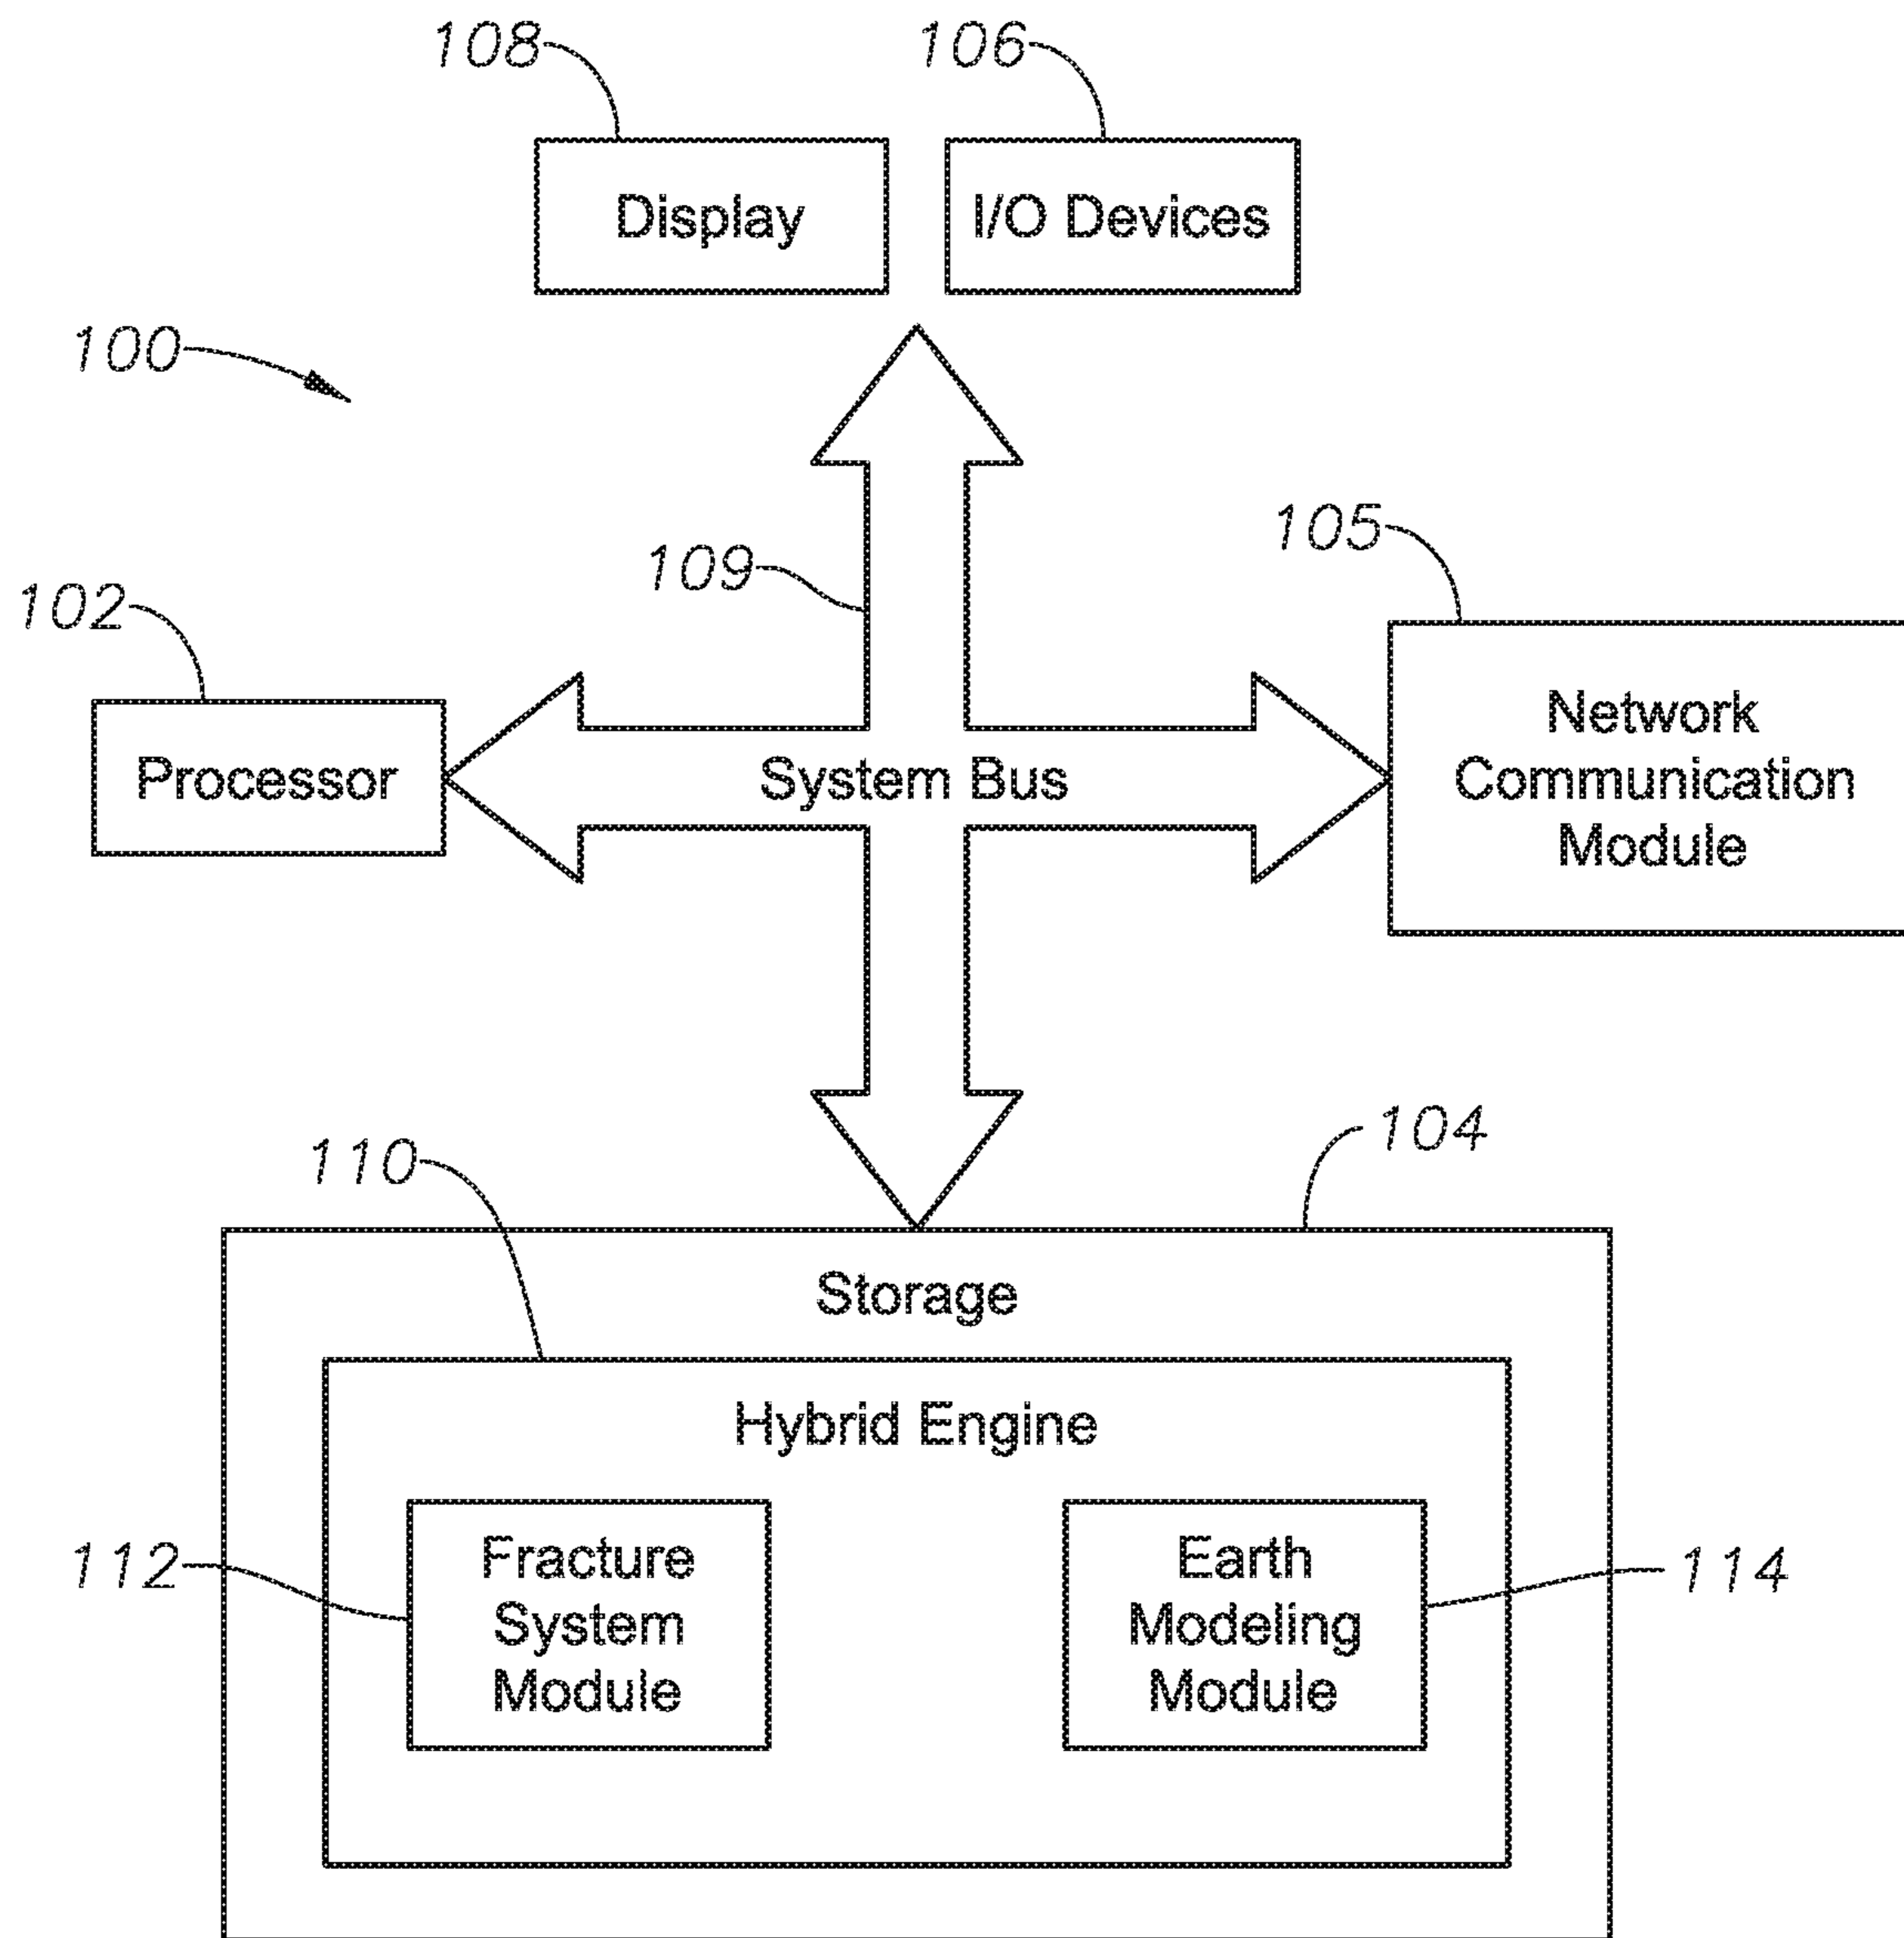 108
106
Display
I/O Devices
100
109
105
102
Network
Communication
Module
Processor
System Bus
104
110
Storage
Hybrid Engine
112
Fracture
System
Module
Earth
Modeling
Module
114